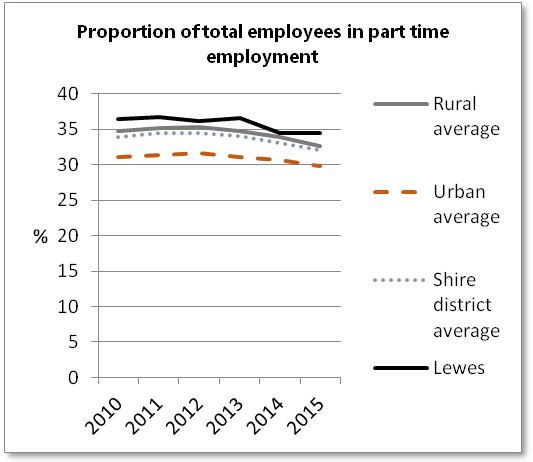 Proportion of total employees in part time
employment
40
35
30
25
20
15
10
5
0
%
2010
2011
2012
2013
2014
2015
Rural
average
Urban
average
Shire
district
average
Lewes